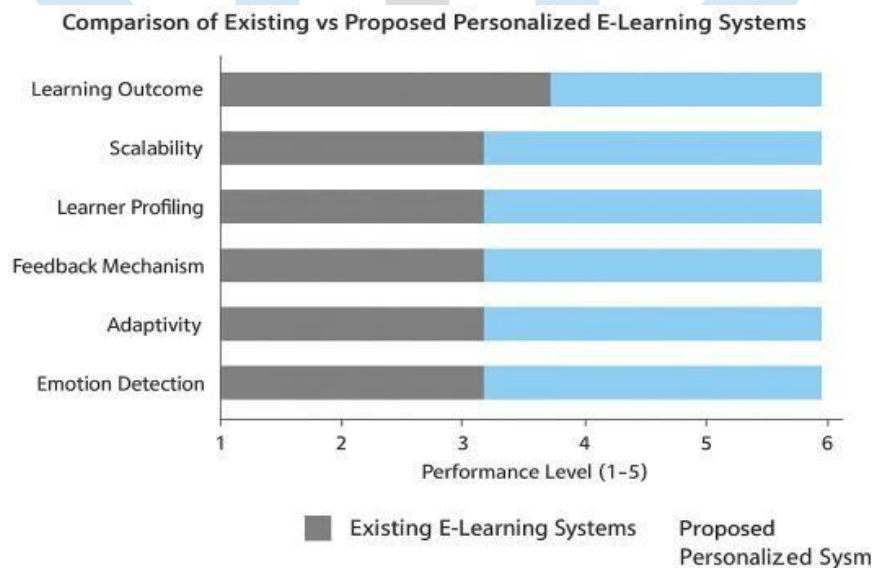 Comparison of Existing vs Proposed Personalized E-Learning Systems
Learning Outcome
Scalability
Learner Profiling
Feedback Mechanism
Adaptivity
Emotion Detection
1 2 3 4 5 6
Performance Level (1–5)
Existing E-Learning Systems Proposed
Personalized Sysm